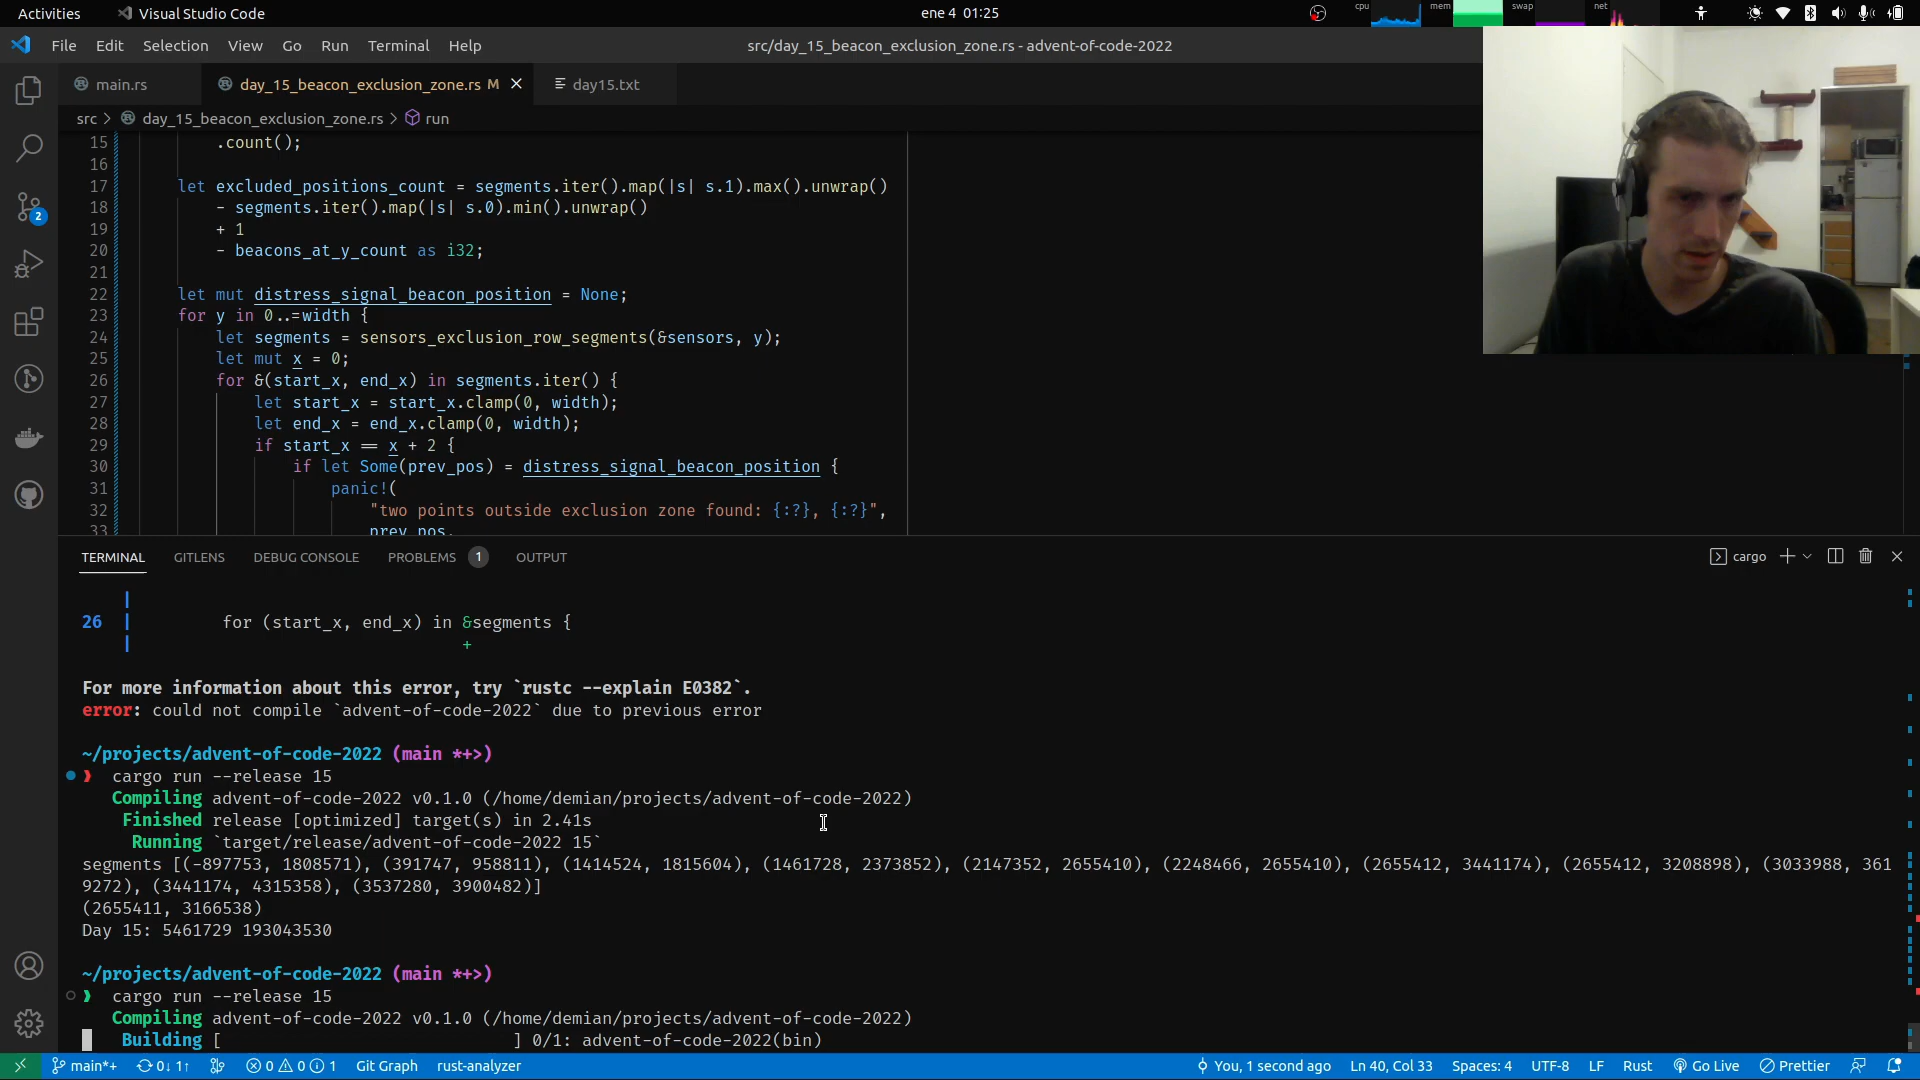 Activities Visual Studio Code ene 4 01:25 cpu mem swap net
File Edit Selection View Go Run Terminal Help src/day_15_beacon_exclusion_zone.rs - advent-of-code-2022
main.rs day_15_beacon_exclusion_zone.rs M day15.txt
src > day_15_beacon_exclusion_zone.rs > run
15 .count();
16
17 let excluded_positions_count = segments.iter().map(|s| s.1).max().unwrap()
18 - segments.iter().map(|s| s.0).min().unwrap()
19 + 1
20 - beacons_at_y_count as i32;
21
22 let mut distress_signal_beacon_position = None;
23 for y in 0..=width {
24 let segments = sensors_exclusion_row_segments(&sensors, y);
25 let mut x = 0;
26 for &(start_x, end_x) in segments.iter() {
27 let start_x = start_x.clamp(0, width);
28 let end_x = end_x.clamp(0, width);
29 if start_x == x + 2 {
30 if let Some(prev_pos) = distress_signal_beacon_position {
31 panic!(
32 "two points outside exclusion zone found: {:?}, {:?}",
33 prev_pos,
2
TERMINAL GITLENS DEBUG CONSOLE PROBLEMS 1 OUTPUT cargo
|
26 | for (start_x, end_x) in &segments {
| +
For more information about this error, try `rustc --explain E0382`.
error: could not compile `advent-of-code-2022` due to previous error
~/projects/advent-of-code-2022 (main *+>)
❯ cargo run --release 15
Compiling advent-of-code-2022 v0.1.0 (/home/demian/projects/advent-of-code-2022)
Finished release [optimized] target(s) in 2.41s
Running `target/release/advent-of-code-2022 15`
segments [(-897753, 1808571), (391747, 958811), (1414524, 1815604), (1461728, 2373852), (2147352, 2655410), (2248466, 2655410), (2655412, 3441174), (2655412, 3208898), (3033988, 361
9272), (3441174, 4315358), (3537280, 3900482)]
(2655411, 3166538)
Day 15: 5461729 193043530
~/projects/advent-of-code-2022 (main *+>)
❯ cargo run --release 15
Compiling advent-of-code-2022 v0.1.0 (/home/demian/projects/advent-of-code-2022)
Building [ ] 0/1: advent-of-code-2022(bin)
main*+ 0↓ 1↑ 0 0 1 Git Graph rust-analyzer You, 1 second ago Ln 40, Col 33 Spaces: 4 UTF-8 LF Rust Go Live Prettier